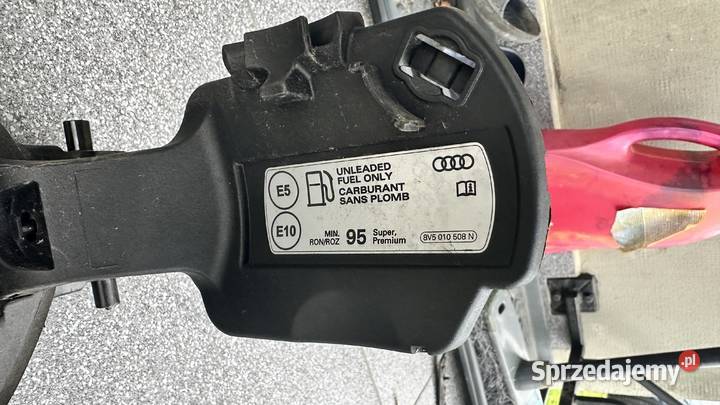 E5
UNLEADED
FUEL ONLY
CARBURANT
SANS PLOMB
E10
MIN.
RON/ROZ 95 Super,
Premium
8V5 010 508 N
Sprzedajemy.pl